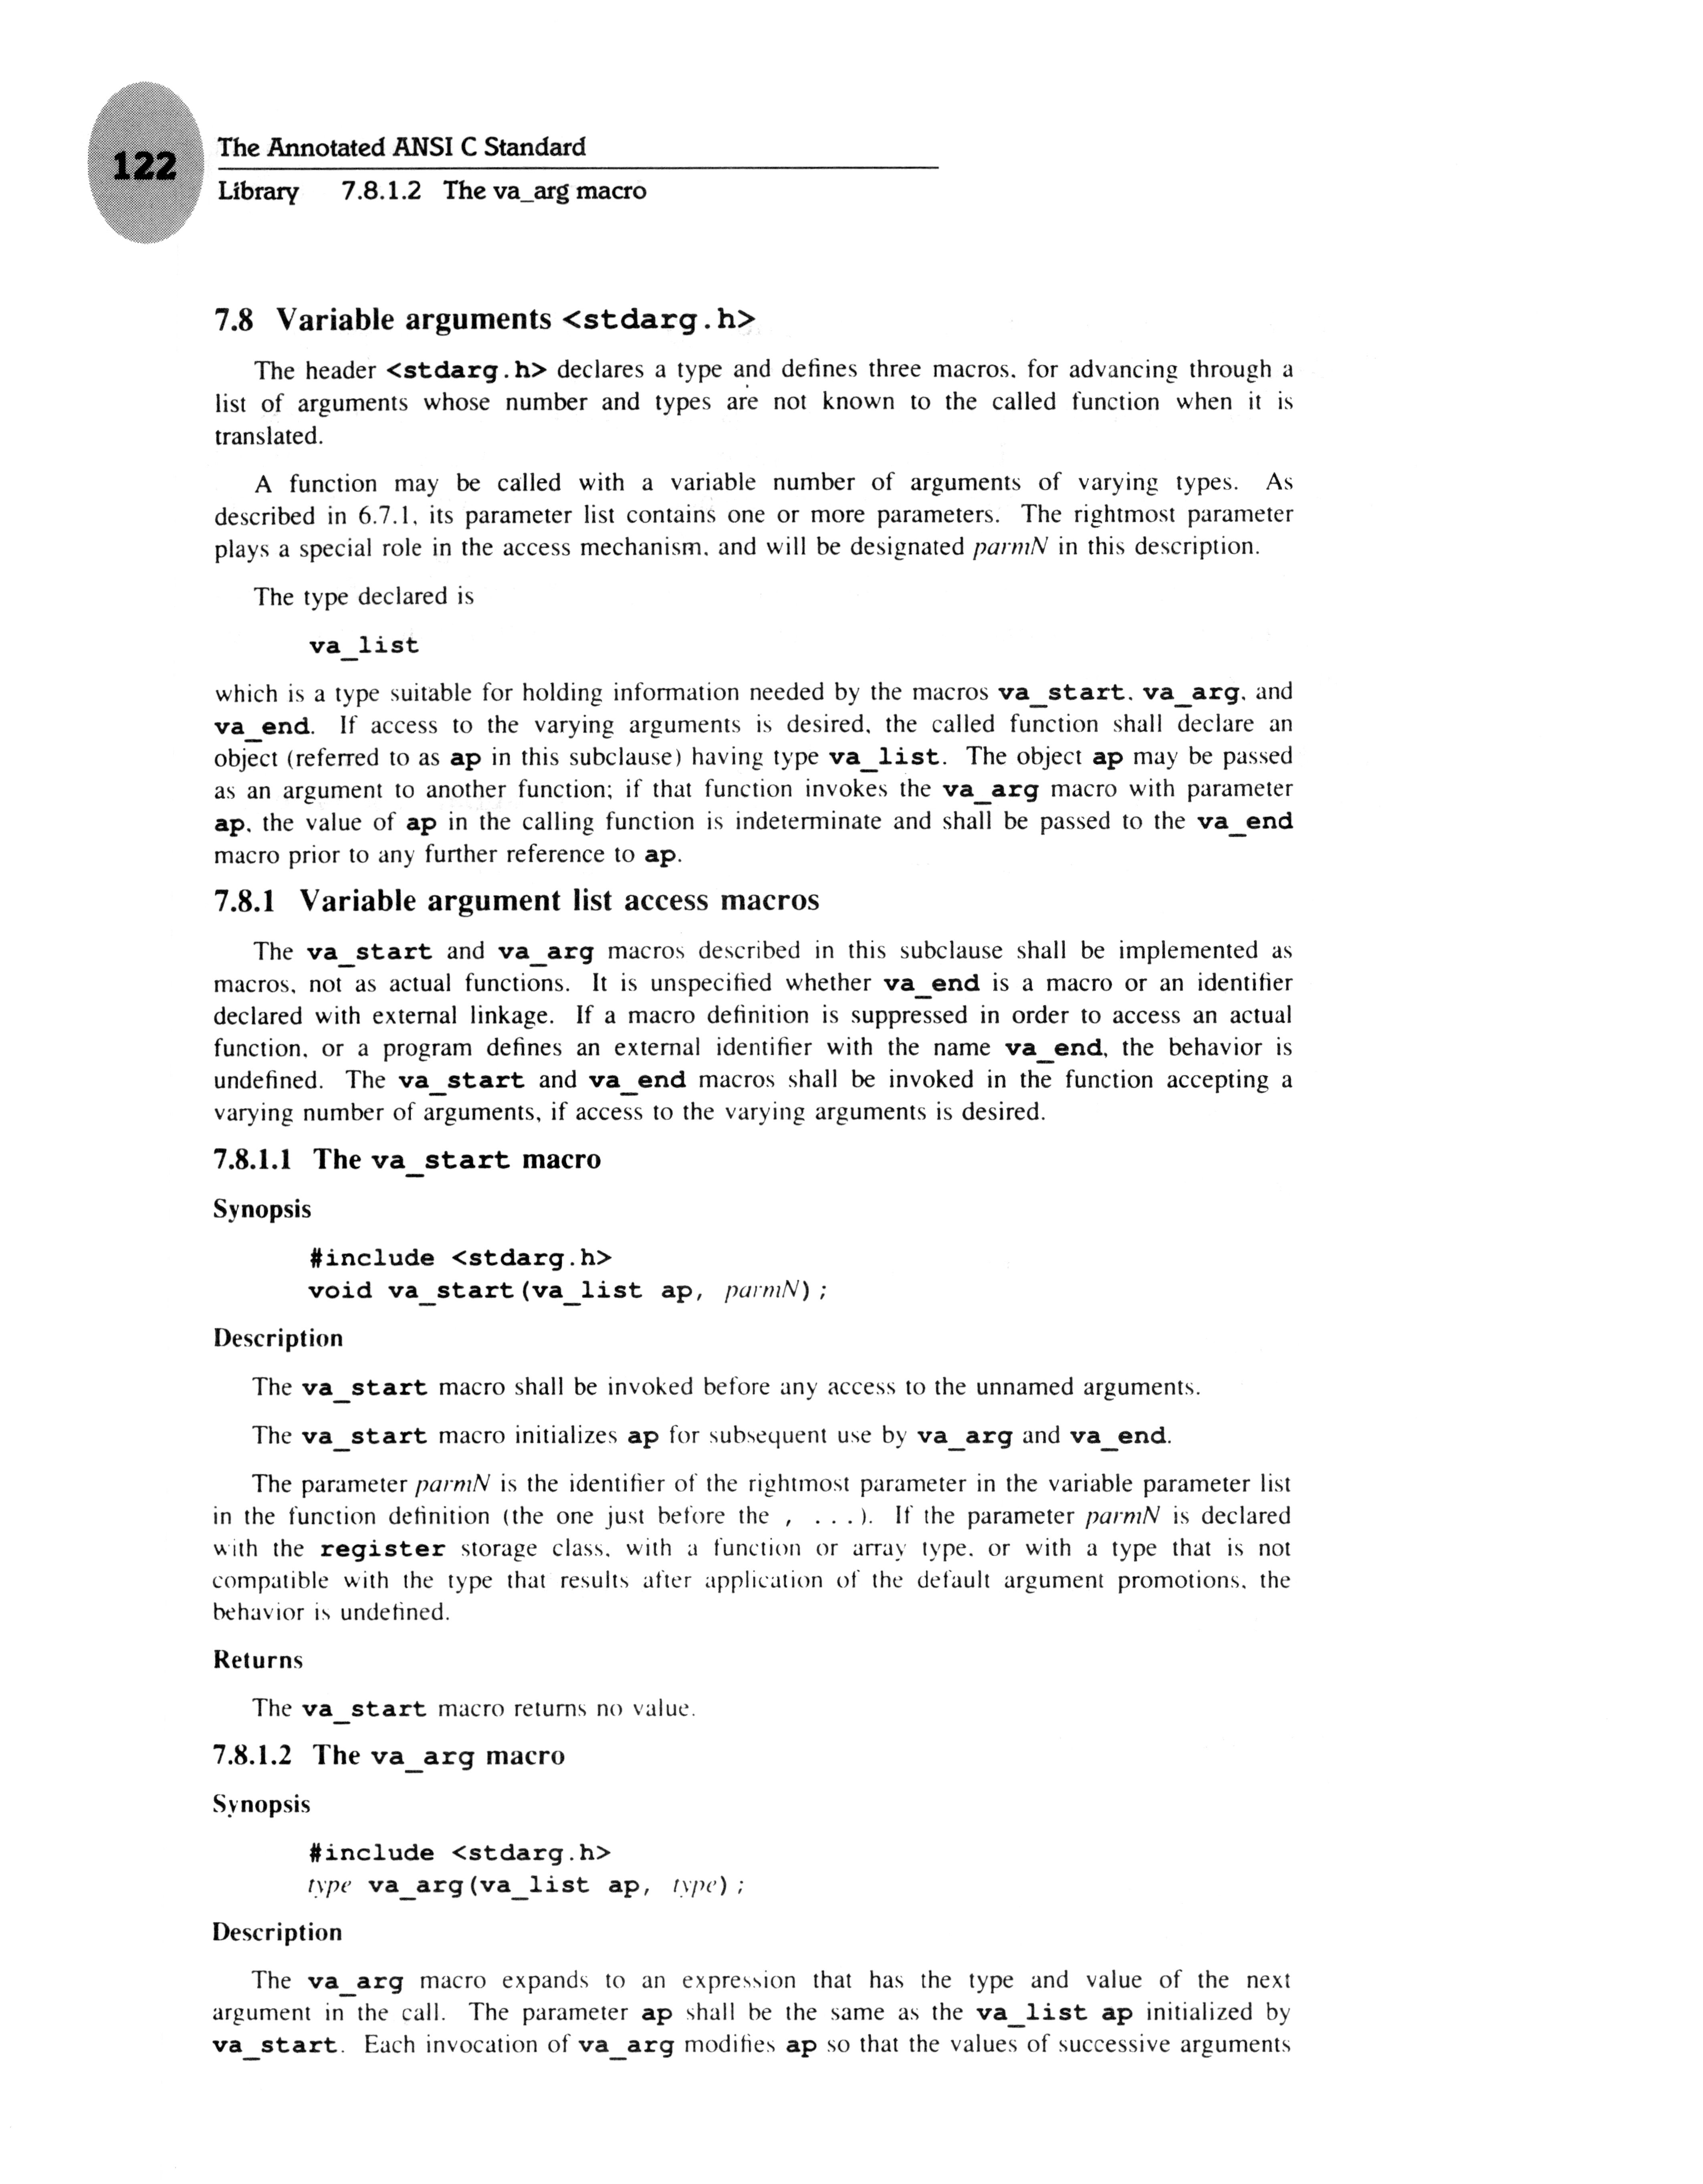 122
The Annotated ANSI C Standard
Library 7.8.1.2 The va_arg macro
7.8 Variable arguments <stdarg.h>
The header <stdarg.h> declares a type and defines three macros, for advancing through a
list of arguments whose number and types are not known to the called function when it is
translated.
A function may be called with a variable number of arguments of varying types. As
described in 6.7.1, its parameter list contains one or more parameters. The rightmost parameter
plays a special role in the access mechanism, and will be designated parmN in this description.
The type declared is
va_list
which is a type suitable for holding information needed by the macros va_start, va_arg, and
va_end. If access to the varying arguments is desired, the called function shall declare an
object (referred to as ap in this subclause) having type va_list. The object ap may be passed
as an argument to another function; if that function invokes the va_arg macro with parameter
ap, the value of ap in the calling function is indeterminate and shall be passed to the va_end
macro prior to any further reference to ap.
7.8.1 Variable argument list access macros
The va_start and va_arg macros described in this subclause shall be implemented as
macros, not as actual functions. It is unspecified whether va_end is a macro or an identifier
declared with external linkage. If a macro definition is suppressed in order to access an actual
function, or a program defines an external identifier with the name va_end, the behavior is
undefined. The va_start and va_end macros shall be invoked in the function accepting a
varying number of arguments, if access to the varying arguments is desired.
7.8.1.1 The va_start macro
Synopsis
#include <stdarg.h>
void va_start(va_list ap, parmN);
Description
The va_start macro shall be invoked before any access to the unnamed arguments.
The va_start macro initializes ap for subsequent use by va_arg and va_end.
The parameter parmN is the identifier of the rightmost parameter in the variable parameter list
in the function definition (the one just before the , ...). If the parameter parmN is declared
with the register storage class, with a function or array type, or with a type that is not
compatible with the type that results after application of the default argument promotions, the
behavior is undefined.
Returns
The va_start macro returns no value.
7.8.1.2 The va_arg macro
Synopsis
#include <stdarg.h>
type va_arg(va_list ap, type);
Description
The va_arg macro expands to an expression that has the type and value of the next
argument in the call. The parameter ap shall be the same as the va_list ap initialized by
va_start. Each invocation of va_arg modifies ap so that the values of successive arguments